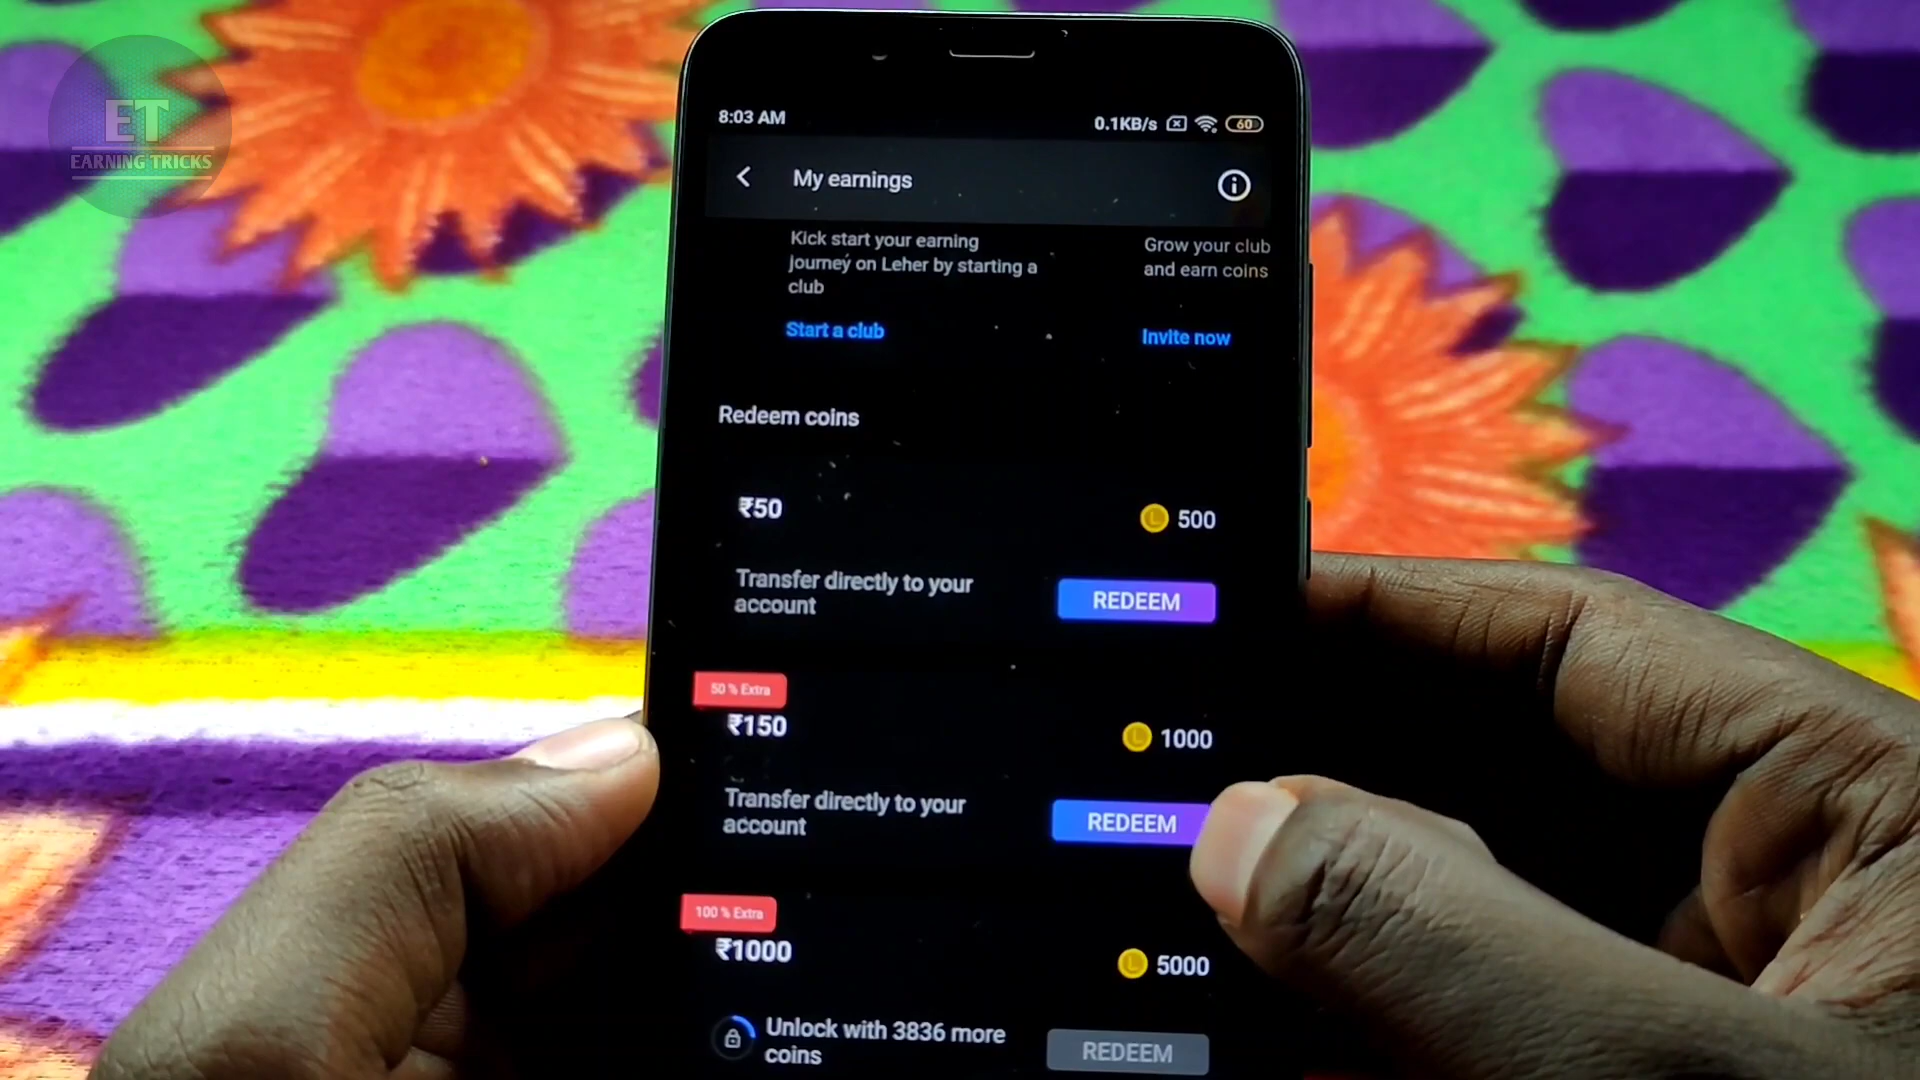 ET
EARNING TRICKS
8:03 AM
0.1KB/s
60
My earnings
Kick start your earning
journey on Leher by starting a
club
Start a club
Grow your club
and earn coins
Invite now
Redeem coins
₹50
500
Transfer directly to your
account
REDEEM
50 % Extra
₹150
1000
Transfer directly to your
account
REDEEM
100 % Extra
₹1000
5000
Unlock with 3836 more
coins
REDEEM